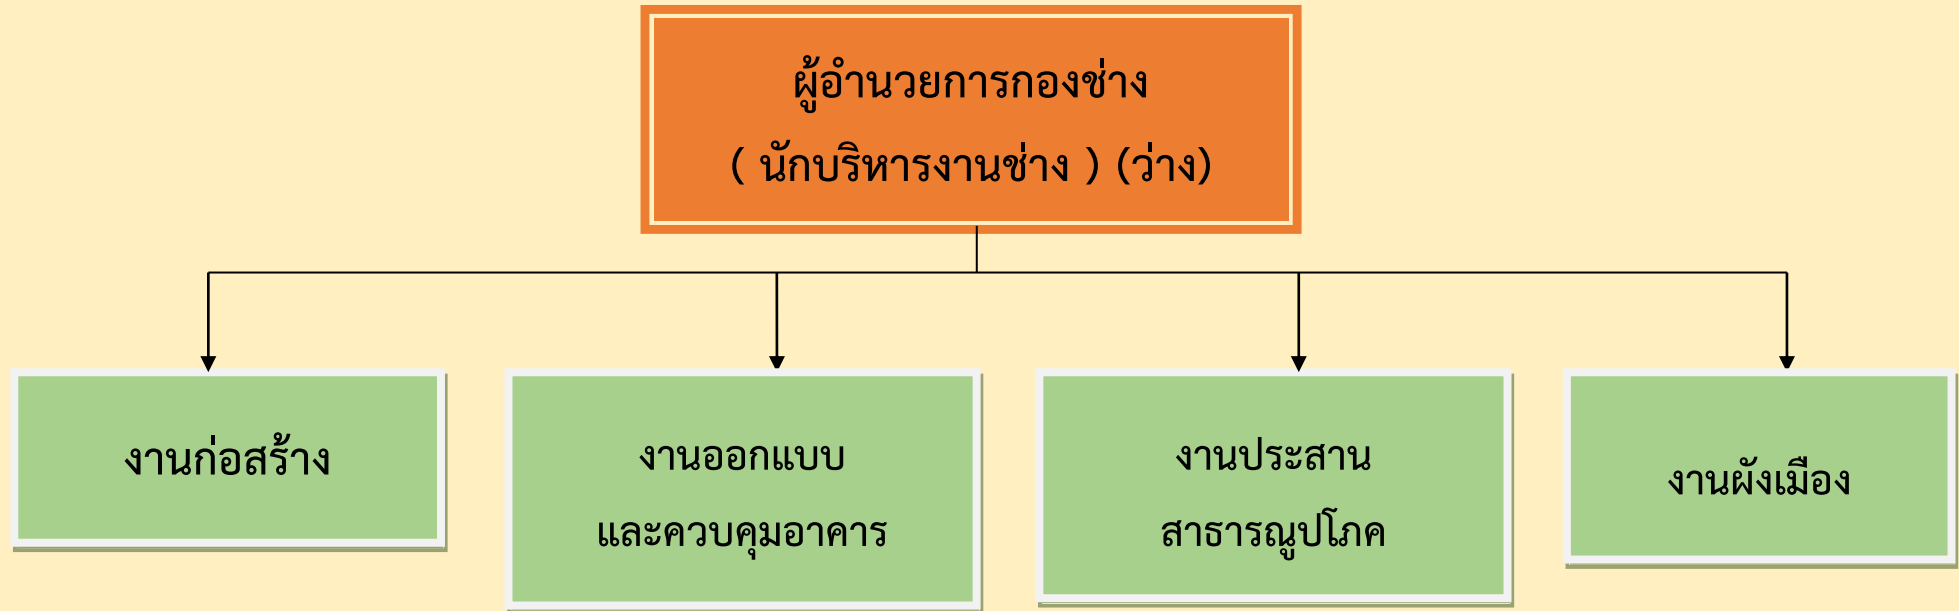 ผู้อำนวยการกองช่าง
( นักบริหารงานช่าง ) (ว่าง)
งานก่อสร้าง
งานออกแบบ
และควบคุมอาคาร
งานประสาน
สาธารณูปโภค
งานผังเมือง